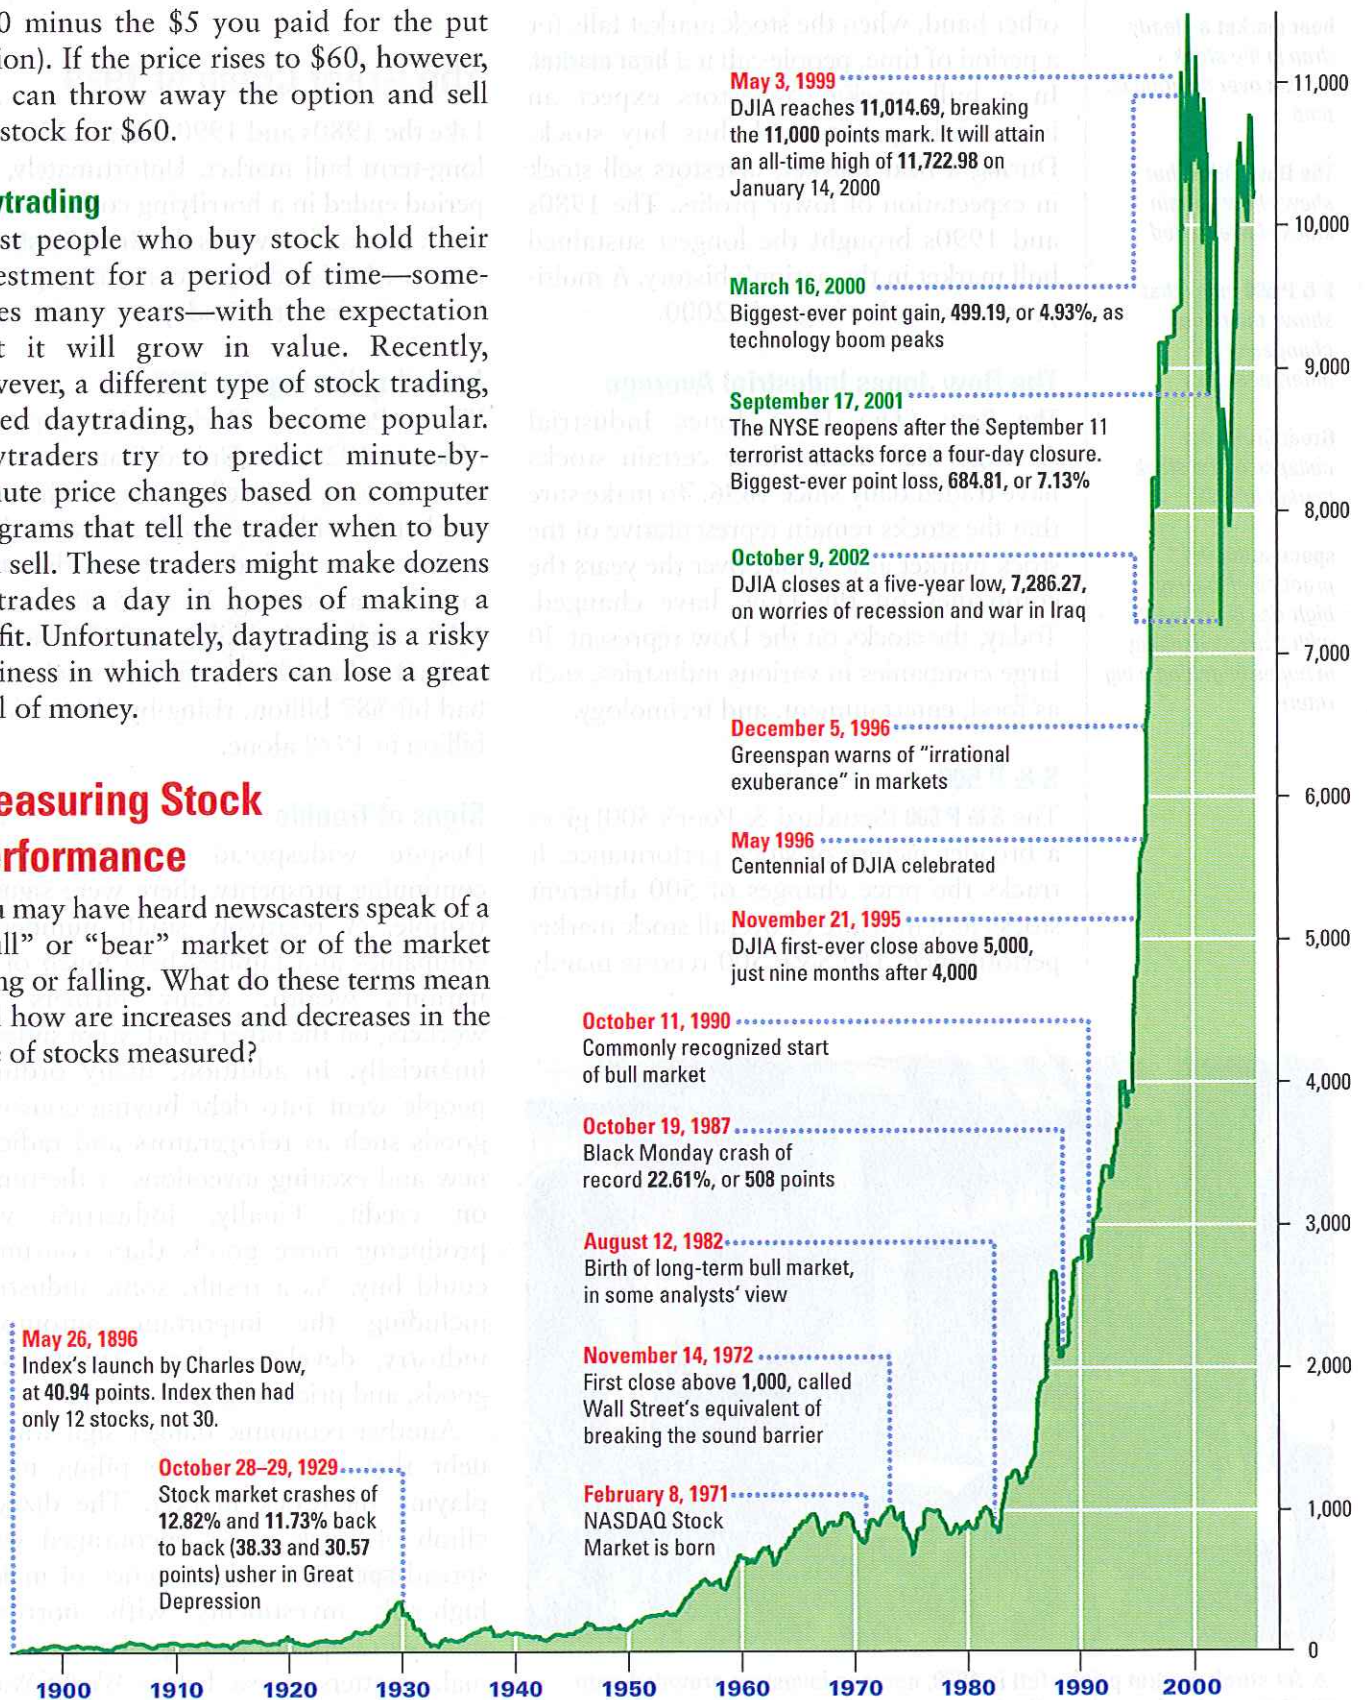 0 minus the $5 you paid for the put
ion). If the price rises to $60, however,
can throw away the option and sell
stock for $60.
ytrading
st people who buy stock hold their
estment for a period of time—some-
es many years—with the expectation
t it will grow in value. Recently,
wever, a different type of stock trading,
ed daytrading, has become popular.
ytraders try to predict minute-by-
nute price changes based on computer
grams that tell the trader when to buy
sell. These traders might make dozens
trades a day in hopes of making a
fit. Unfortunately, daytrading is a risky
iness in which traders can lose a great
l of money.
easuring Stock
rformance
u may have heard newscasters speak of a
ull” or “bear” market or of the market
ng or falling. What do these terms mean
how are increases and decreases in the
e of stocks measured?
May 3, 1999
DJIA reaches 11,014.69, breaking
the 11,000 points mark. It will attain
an all-time high of 11,722.98 on
January 14, 2000
March 16, 2000
Biggest-ever point gain, 499.19, or 4.93%, as
technology boom peaks
September 17, 2001
The NYSE reopens after the September 11
terrorist attacks force a four-day closure.
Biggest-ever point loss, 684.81, or 7.13%
October 9, 2002
DJIA closes at a five-year low, 7,286.27,
on worries of recession and war in Iraq
December 5, 1996
Greenspan warns of “irrational
exuberance” in markets
May 1996
Centennial of DJIA celebrated
November 21, 1995
DJIA first-ever close above 5,000,
just nine months after 4,000
October 11, 1990
Commonly recognized start
of bull market
October 19, 1987
Black Monday crash of
record 22.61%, or 508 points
August 12, 1982
Birth of long-term bull market,
in some analysts’ view
November 14, 1972
First close above 1,000, called
Wall Street’s equivalent of
breaking the sound barrier
February 8, 1971
NASDAQ Stock
Market is born
May 26, 1896
Index’s launch by Charles Dow,
at 40.94 points. Index then had
only 12 stocks, not 30.
October 28–29, 1929
Stock market crashes of
12.82% and 11.73% back
to back (38.33 and 30.57
points) usher in Great
Depression
11,000
10,000
9,000
8,000
7,000
6,000
5,000
4,000
3,000
2,000
1,000
0
1900 1910 1920 1930 1940 1950 1960 1970 1980 1990 2000